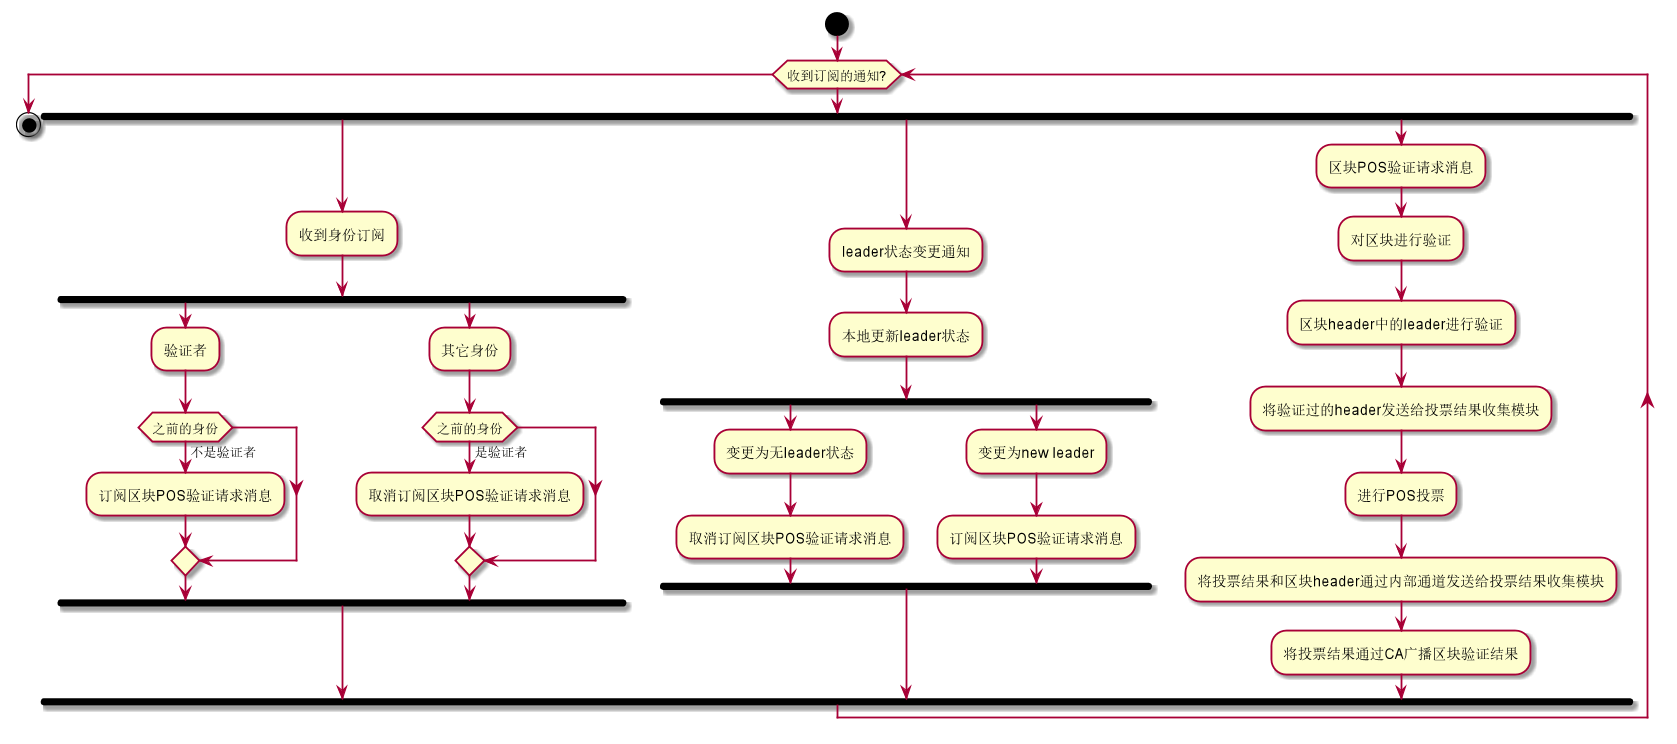 收到订阅的通知?
收到身份订阅
验证者
之前的身份
不是验证者
订阅区块POS验证请求消息
其它身份
之前的身份
是验证者
取消订阅区块POS验证请求消息
leader状态变更通知
本地更新leader状态
变更为无leader状态
取消订阅区块POS验证请求消息
变更为new leader
订阅区块POS验证请求消息
区块POS验证请求消息
对区块进行验证
区块header中的leader进行验证
将验证过的header发送给投票结果收集模块
进行POS投票
将投票结果和区块header通过内部通道发送给投票结果收集模块
将投票结果通过CA广播区块验证结果